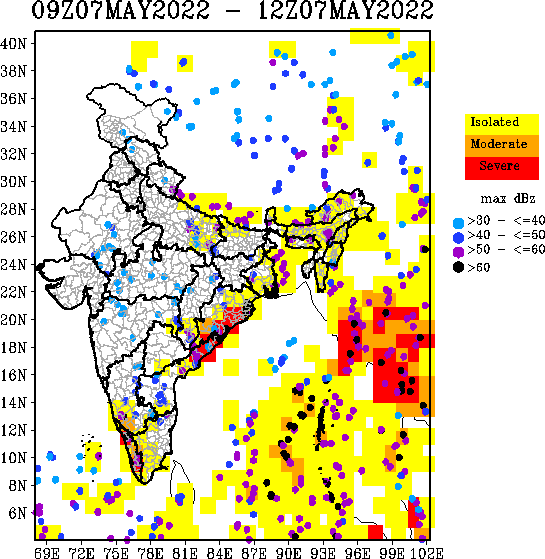 09Z07MAY2022 − 12Z07MAY2022
40N
38N
36N
34N
32N
30N
28N
26N
24N
22N
20N
18N
16N
14N
12N
10N
8N
6N
69E 72E 75E 78E 81E 84E 87E 90E 93E 96E 99E 102E
Isolated
Moderate
Severe
max dBz
>30 − <=40
>40 − <=50
>50 − <=60
>60